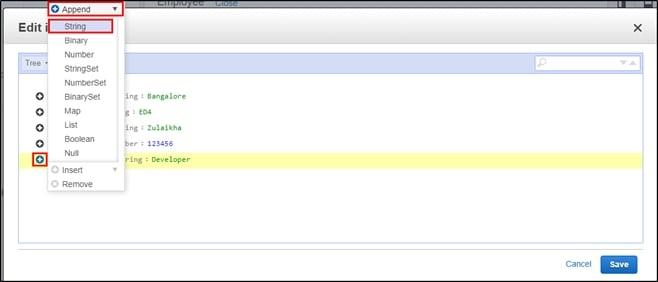 Employee Close
Append
Edit i
String
Tree
Binary
Number
StringSet
ing : Bangalore
NumberSet
g : ED4
BinarySet
ing : Zulaikha
Map
List
ber : 123456
Boolean
Null
ring : Developer
Insert
Remove
Cancel Save